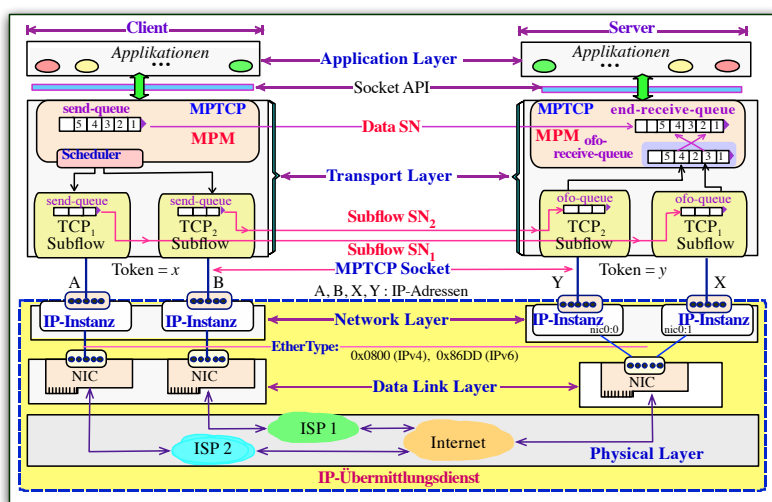 Client
Server
Applikationen
...
Application Layer
Applikationen
...
Socket API
send-queue
MPTCP
5 4 3 2 1
MPM
Scheduler
Data SN
MPTCP
end-receive-queue
5 4 3 2 1
MPM
ofo-receive-queue
5 4 2 3 1
Transport Layer
send-queue
TCP1 Subflow
send-queue
TCP2 Subflow
Subflow SN2
Subflow SN1
ofo-queue
TCP2 Subflow
ofo-queue
TCP1 Subflow
A
Token = x
B
MPTCP Socket
Y
Token = y
X
A, B, X, Y : IP-Adressen
IP-Instanz
IP-Instanz
Network Layer
IP-Instanz
nic0:0
IP-Instanz
nic0:1
EtherType:
0x0800 (IPv4), 0x86DD (IPv6)
NIC
NIC
Data Link Layer
NIC
ISP 1
ISP 2
Internet
Physical Layer
IP-Übermittlungsdienst